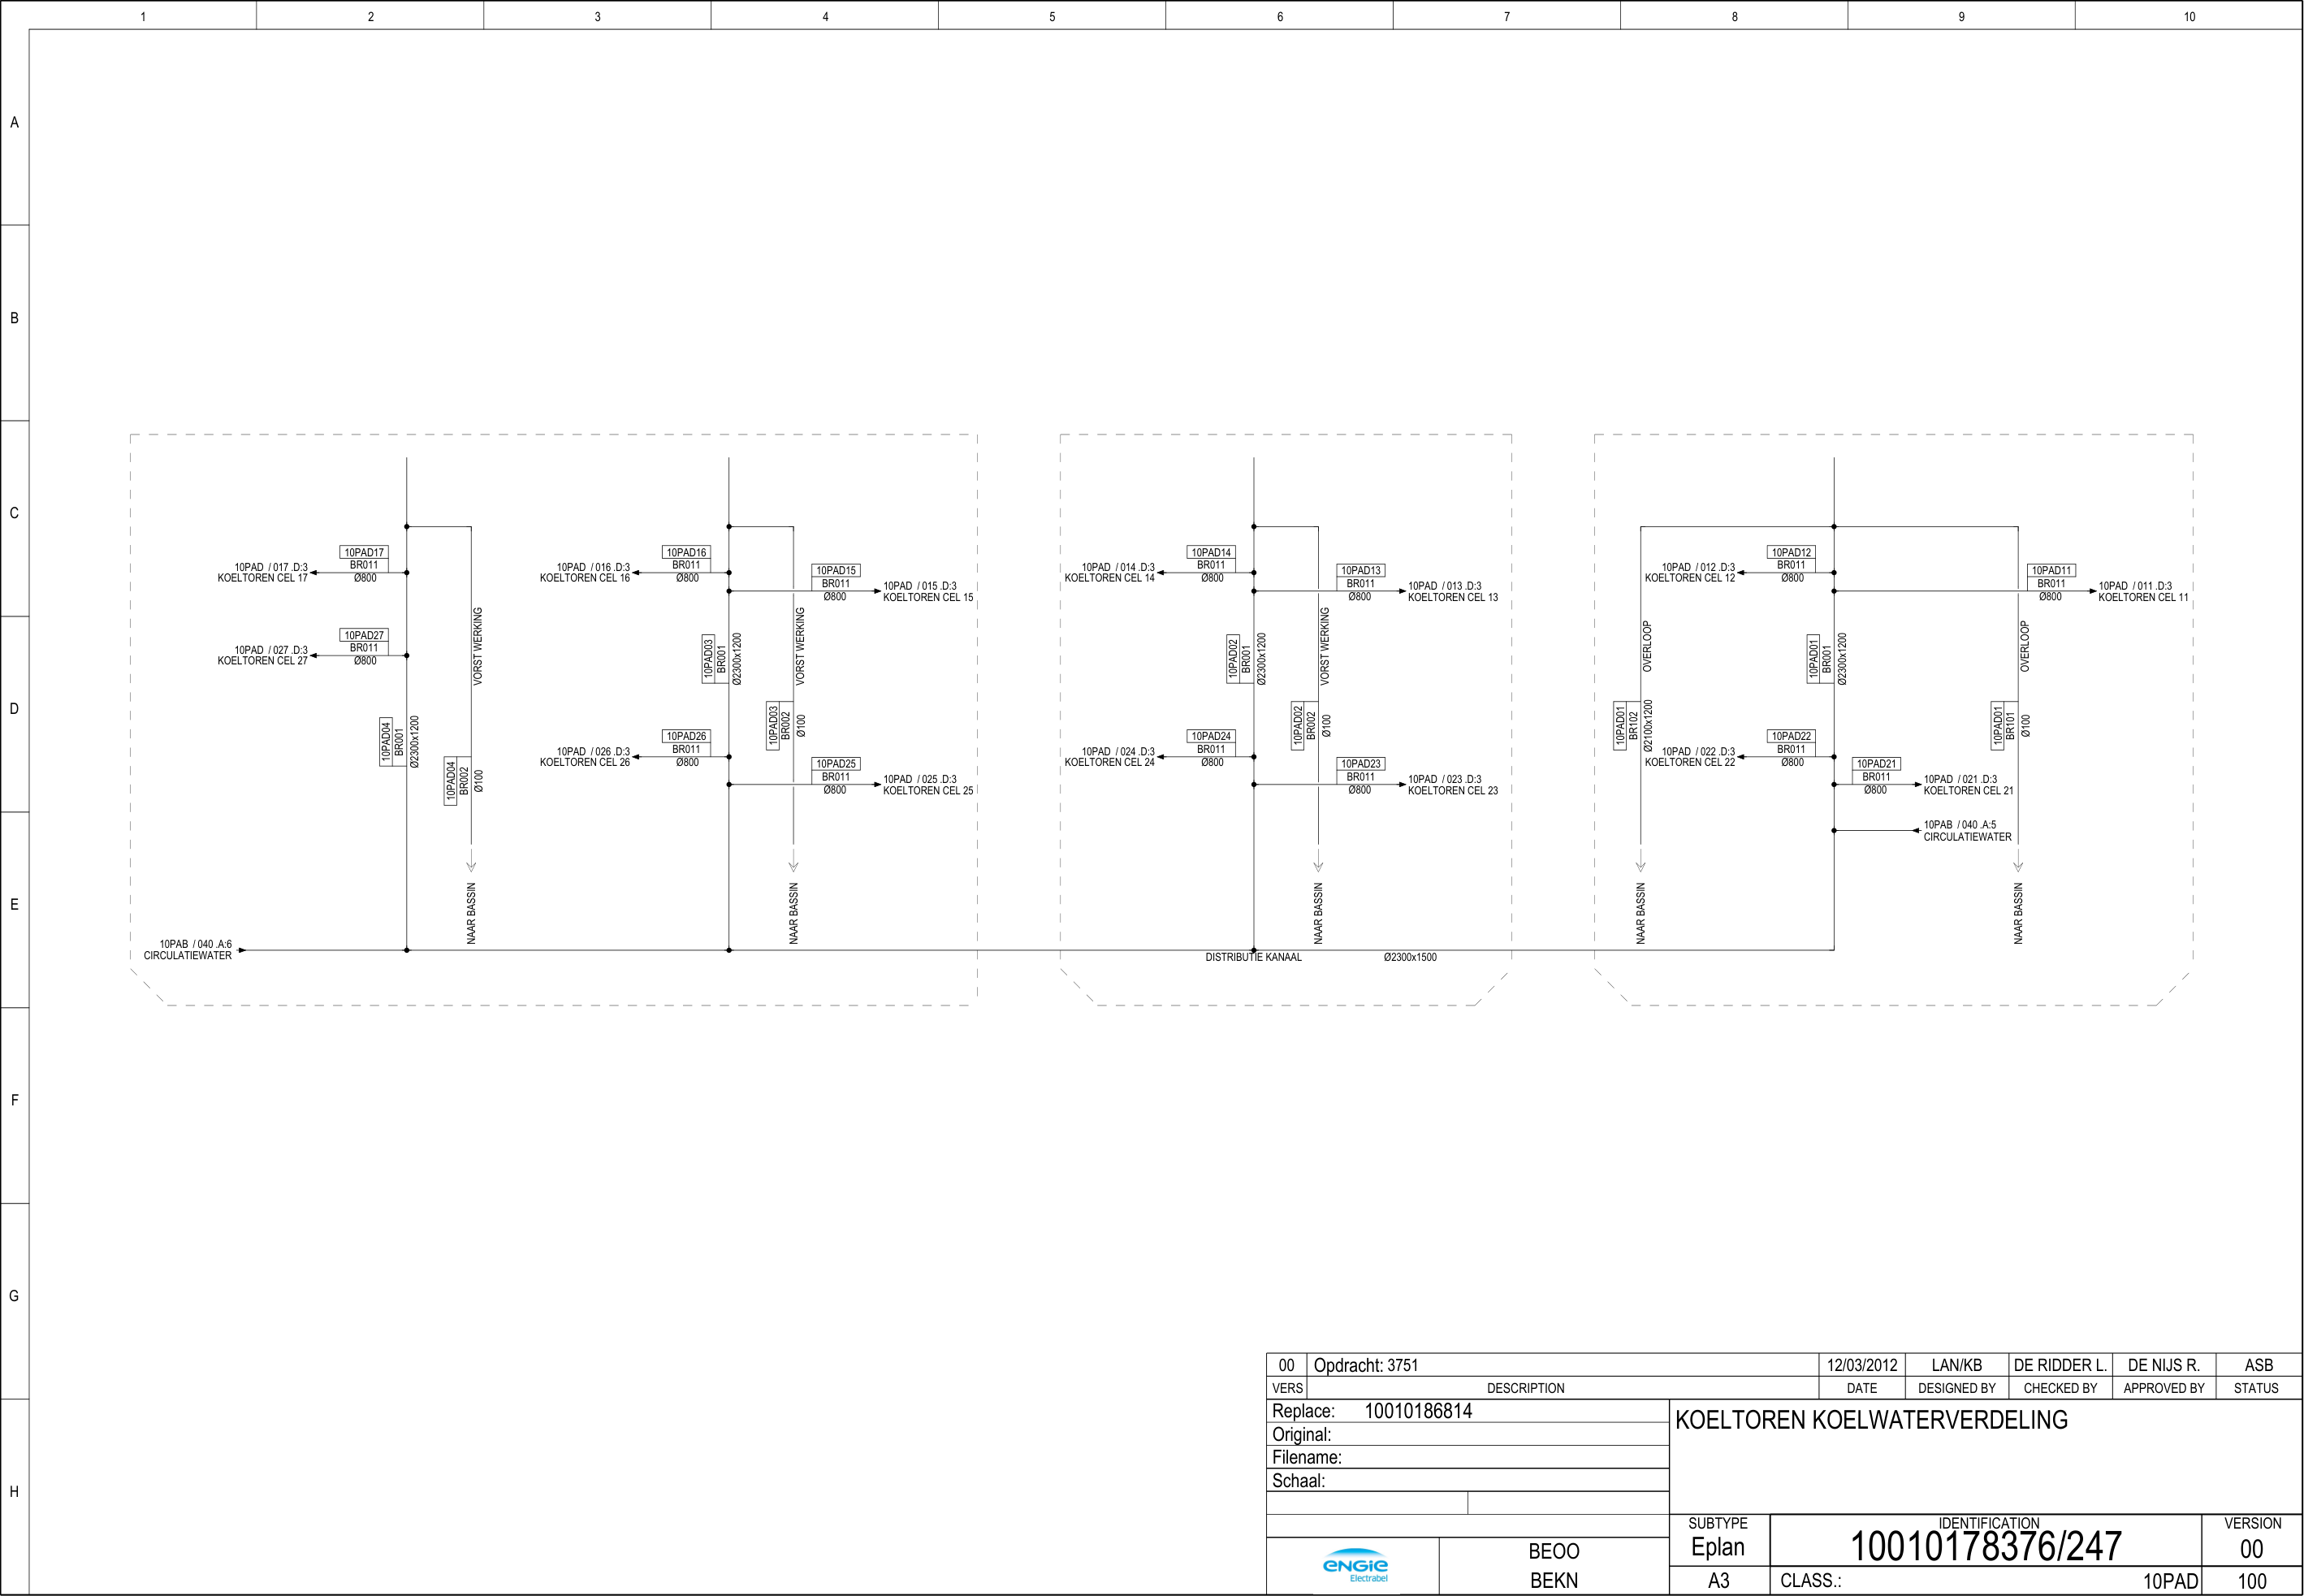 1 2 3 4 5 6 7 8 9 10
A
B
C
D
E
F
G
H
10PAD17
BR011
Ø800
10PAD / 017 .D:3
KOELTOREN CEL 17
10PAD27
BR011
Ø800
10PAD / 027 .D:3
KOELTOREN CEL 27
10PAD04
BR001
Ø2300x1200
VORST WERKING
10PAD04
BR002
Ø100
NAAR BASSIN
10PAB / 040 .A:6
CIRCULATIEWATER
10PAD16
BR011
Ø800
10PAD / 016 .D:3
KOELTOREN CEL 16
10PAD15
BR011
Ø800
10PAD / 015 .D:3
KOELTOREN CEL 15
10PAD03
BR001
Ø2300x1200
VORST WERKING
10PAD03
BR002
Ø100
10PAD26
BR011
Ø800
10PAD / 026 .D:3
KOELTOREN CEL 26
10PAD25
BR011
Ø800
10PAD / 025 .D:3
KOELTOREN CEL 25
NAAR BASSIN
10PAD14
BR011
Ø800
10PAD / 014 .D:3
KOELTOREN CEL 14
10PAD13
BR011
Ø800
10PAD / 013 .D:3
KOELTOREN CEL 13
10PAD02
BR001
Ø2300x1200
VORST WERKING
10PAD02
BR002
Ø100
10PAD24
BR011
Ø800
10PAD / 024 .D:3
KOELTOREN CEL 24
10PAD23
BR011
Ø800
10PAD / 023 .D:3
KOELTOREN CEL 23
NAAR BASSIN
DISTRIBUTIE KANAAL Ø2300x1500
10PAD12
BR011
Ø800
10PAD / 012 .D:3
KOELTOREN CEL 12
10PAD11
BR011
Ø800
10PAD / 011 .D:3
KOELTOREN CEL 11
OVERLOOP
10PAD01
BR102
Ø2100x1200
10PAD01
BR001
Ø2300x1200
OVERLOOP
10PAD01
BR101
Ø100
10PAD22
BR011
Ø800
10PAD / 022 .D:3
KOELTOREN CEL 22
10PAD21
BR011
Ø800
10PAD / 021 .D:3
KOELTOREN CEL 21
10PAB / 040 .A:5
CIRCULATIEWATER
NAAR BASSIN
NAAR BASSIN
00 Opdracht: 3751 12/03/2012 LAN/KB DE RIDDER L. DE NIJS R. ASB
VERS DESCRIPTION DATE DESIGNED BY CHECKED BY APPROVED BY STATUS
Replace: 10010186814
Original:
Filename:
Schaal:
KOELTOREN KOELWATERVERDELING
ENGIE
Electrabel
BEOO
BEKN
SUBTYPE
Eplan
A3
IDENTIFICATION
10010178376/247
CLASS.: 10PAD
VERSION
00
100